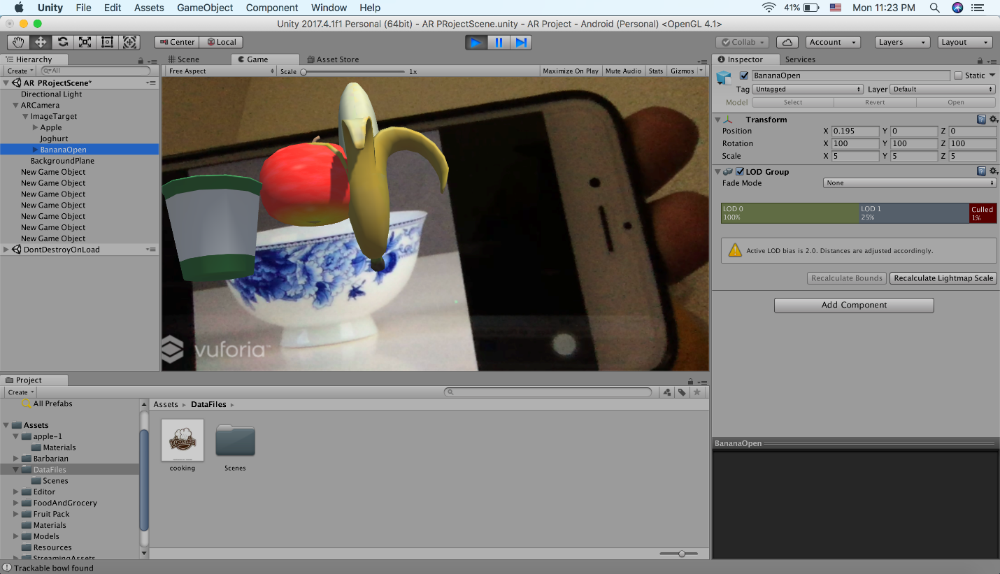 Unity File Edit Assets GameObject Component Window Help 41% Mon 11:23 PM
Unity 2017.4.1f1 Personal (64bit) - AR PRojectScene.unity - AR Project - Android (Personal) <OpenGL 4.1>
Center Local Collab Account Layers Layout
Hierarchy
Create All
AR PRojectScene*
Directional Light
ARCamera
ImageTarget
Apple
Joghurt
BananaOpen
BackgroundPlane
New Game Object
New Game Object
New Game Object
New Game Object
New Game Object
New Game Object
New Game Object
DontDestroyOnLoad
Scene Game Asset Store
Free Aspect Scale 1x Maximize On Play Mute Audio Stats Gizmos
vuforia™
Inspector Services
BananaOpen Static
Tag Untagged Layer Default
Model Select Revert Open
Transform
Position X 0.195 Y 0 Z 0
Rotation X 100 Y 100 Z 100
Scale X 5 Y 5 Z 5
LOD Group
Fade Mode None
LOD 0 LOD 1 Culled
100% 25% 1%
Active LOD bias is 2.0. Distances are adjusted accordingly.
Recalculate Bounds Recalculate Lightmap Scale
Add Component
BananaOpen
Project
Create
All Prefabs
Assets
apple-1
Materials
Barbarian
DataFiles
Scenes
Editor
FoodAndGrocery
Fruit Pack
Materials
Models
Resources
StreamingAssets
Assets DataFiles
COOKING
cooking Scenes
Trackable bowl found